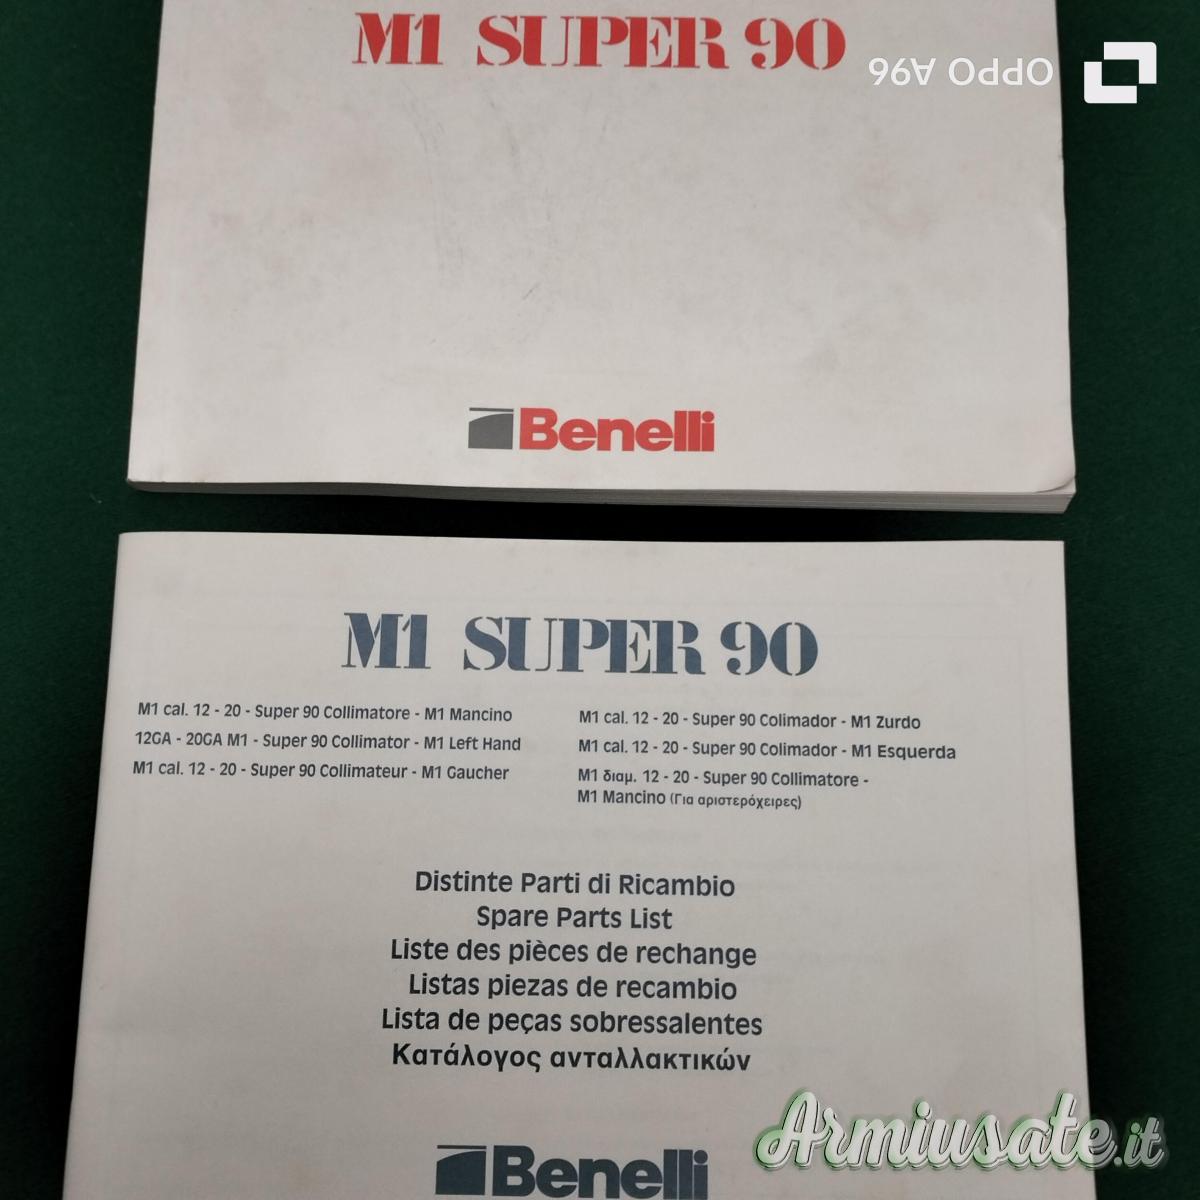 M1 SUPER 90
OPPO A96
Benelli
M1 SUPER 90
M1 cal. 12 - 20 - Super 90 Collimatore - M1 Mancino
12GA - 20GA M1 - Super 90 Collimator - M1 Left Hand
M1 cal. 12 - 20 - Super 90 Collimateur - M1 Gaucher
M1 cal. 12 - 20 - Super 90 Colimador - M1 Zurdo
M1 cal. 12 - 20 - Super 90 Colimador - M1 Esquerda
M1 διαμ. 12 - 20 - Super 90 Collimatore -
M1 Mancino (Για αριστερόχειρες)
Distinte Parti di Ricambio
Spare Parts List
Liste des pièces de rechange
Listas piezas de recambio
Lista de peças sobressalentes
Κατάλογος ανταλλακτικών
Benelli
Armiusate.it